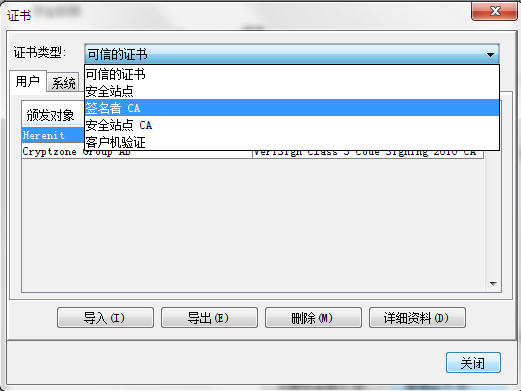 证书
证书类型: 可信的证书
可信的证书
安全站点
签名者 CA
安全站点 CA
客户机验证
用户 系统
颁发对象
Herenit
Cryptzone Group AB VeriSign Class 3 Code Signing 2010 CA
导入(I) 导出(E) 删除(M) 详细资料(D)
关闭